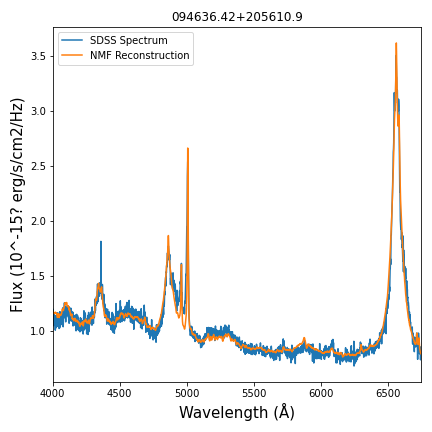 094636.42+205610.9
SDSS Spectrum
NMF Reconstruction
3.5
3.0
2.5
2.0
1.5
1.0
Flux (10^-15? erg/s/cm2/Hz)
4000 4500 5000 5500 6000 6500
Wavelength (Å)